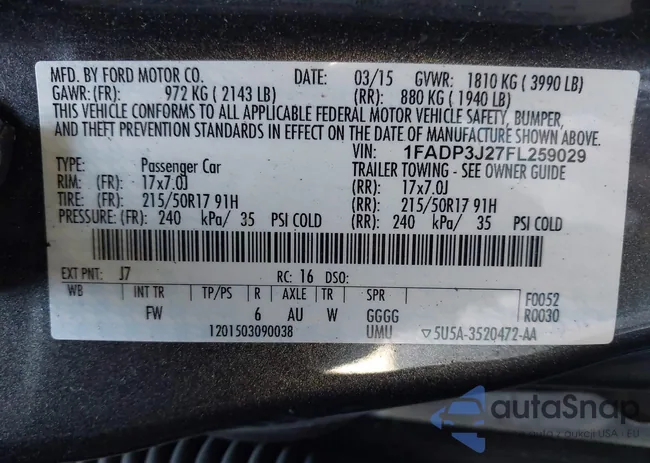 MFD. BY FORD MOTOR CO. DATE: 03/15 GVWR: 1810 KG ( 3990 LB)
GAWR: (FR): 972 KG ( 2143 LB) (RR): 880 KG ( 1940 LB)
THIS VEHICLE CONFORMS TO ALL APPLICABLE FEDERAL MOTOR VEHICLE SAFETY, BUMPER,
AND THEFT PREVENTION STANDARDS IN EFFECT ON THE DATE OF MANUFACTURE SHOWN ABOVE.
VIN: 1FADP3J27FL259029
TYPE: Passenger Car TRAILER TOWING - SEE OWNER GUIDE
RIM: (FR): 17x7.0J (RR): 17x7.0J
TIRE: (FR): 215/50R17 91H (RR): 215/50R17 91H
PRESSURE: (FR): 240 kPa/ 35 PSI COLD (RR): 240 kPa/ 35 PSI COLD
EXT PNT: J7 RC: 16 DSO: F0052
WB INT TR TP/PS R AXLE TR SPR R0030
FW 6 AU W GGGG
1201503090038 UMU ▽5U5A-3520472-AA
autaSnap
auta z aukcji USA - EU